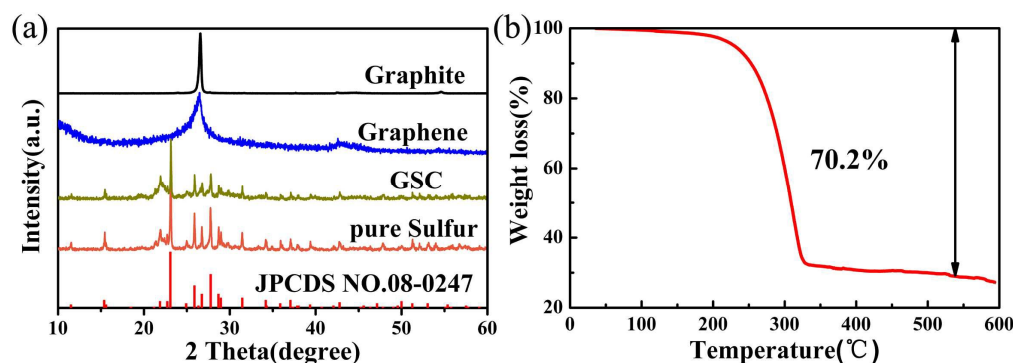 (a)
Graphite
Graphene
GSC
pure Sulfur
JPCDS NO.08-0247
Intensity(a.u.)
10 20 30 40 50 60
2 Theta(degree)
(b)
100
80
60
40
20
70.2%
Weight loss(%)
0 100 200 300 400 500 600
Temperature(℃)